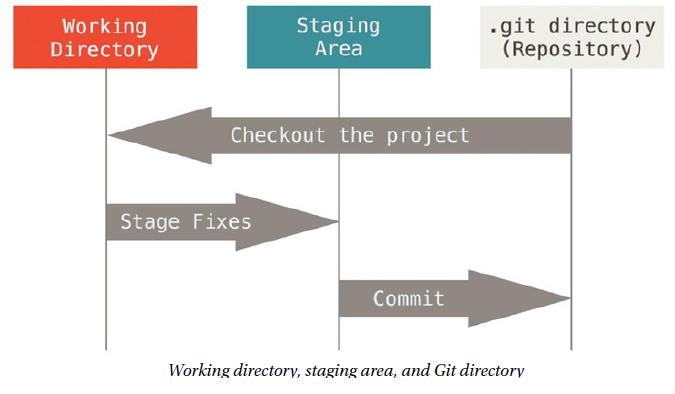 Working
Directory
Staging
Area
.git directory
(Repository)
Checkout the project
Stage Fixes
Commit
Working directory, staging area, and Git directory